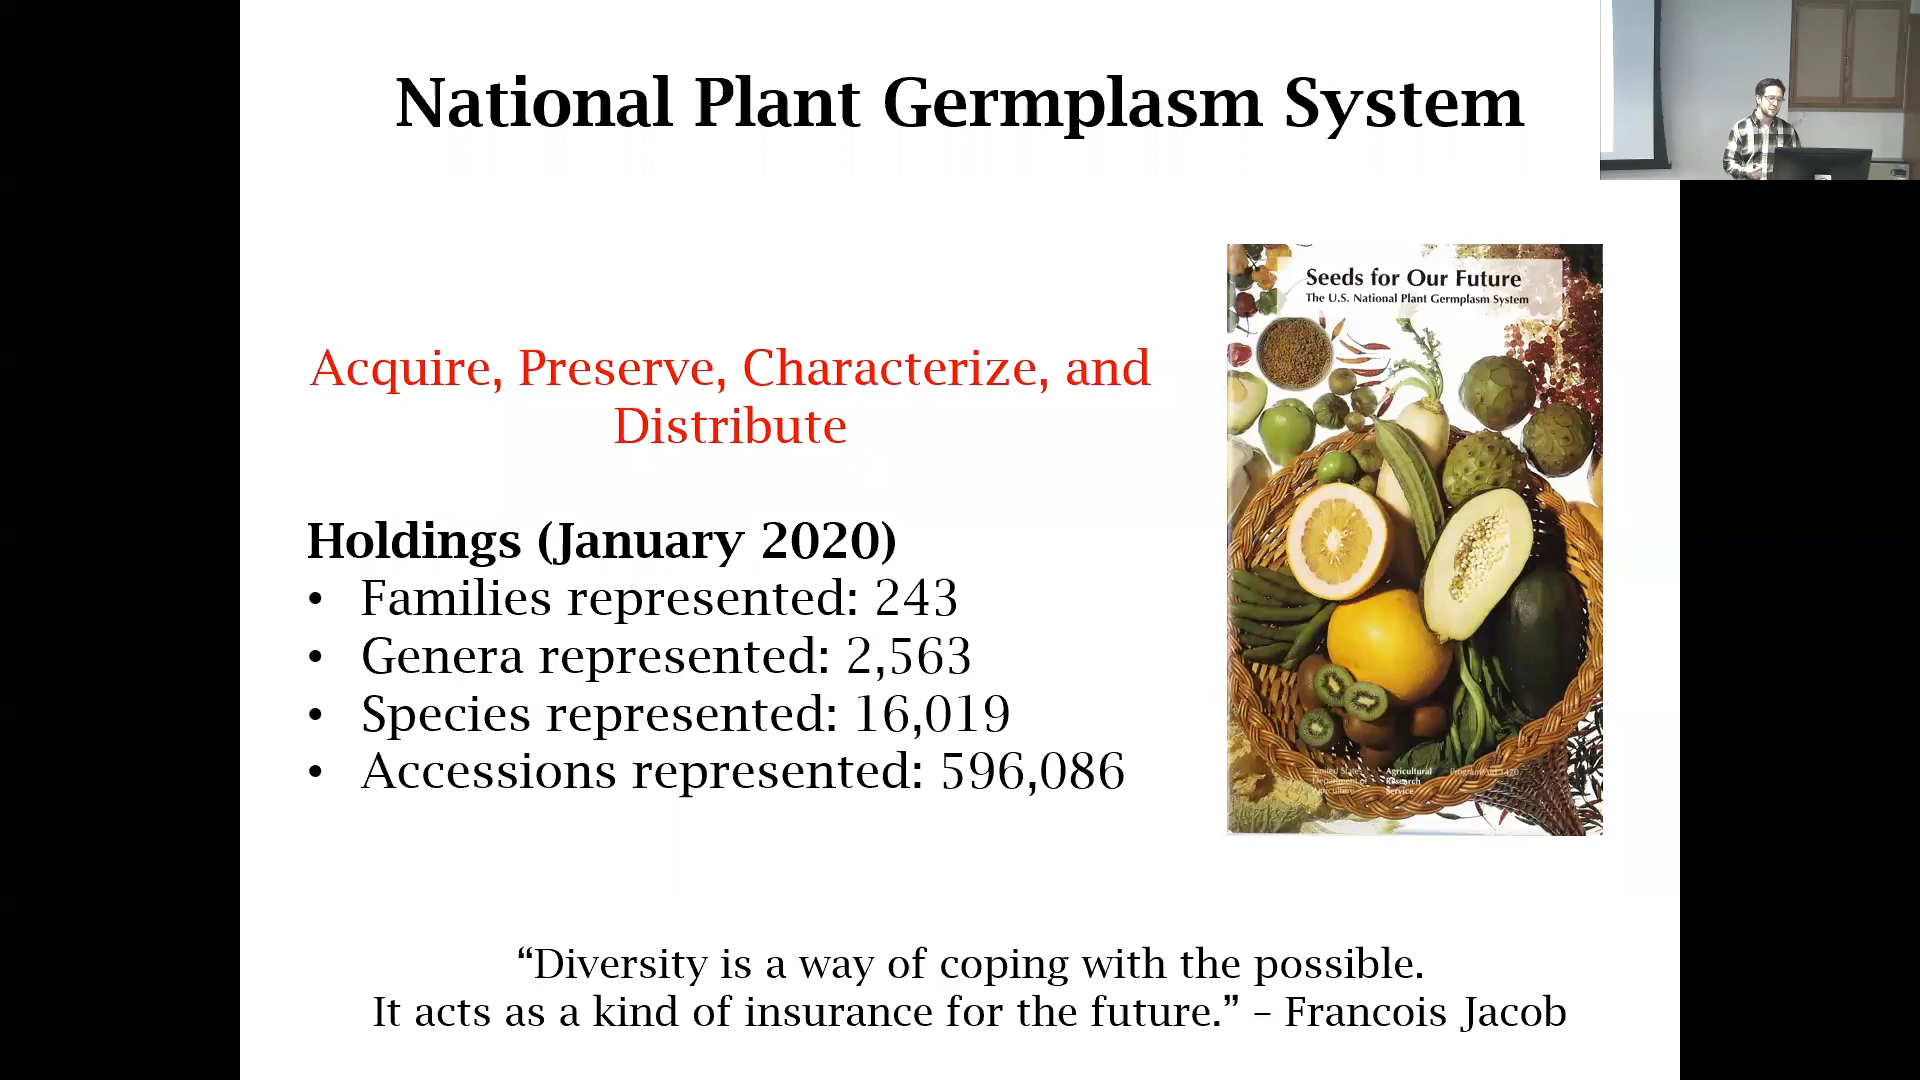 National Plant Germplasm System
Seeds for Our Future
The U.S. National Plant Germplasm System
Acquire, Preserve, Characterize, and
Distribute
Holdings (January 2020)
• Families represented: 243
• Genera represented: 2,563
• Species represented: 16,019
• Accessions represented: 596,086
United States
Department of
Agriculture
Agricultural
Research
Service
“Diversity is a way of coping with the possible.
It acts as a kind of insurance for the future.” – Francois Jacob